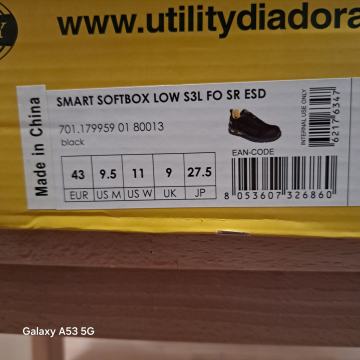 www.utilitydiadora
SMART SOFTBOX LOW S3L FO SR ESD
701.179959 01 80013
black
Made in China
43 9.5 11 9 27.5
EUR US M US W UK JP
EAN-CODE
8 053607 326860
INTERNAL USE ONLY
62176347
Galaxy A53 5G